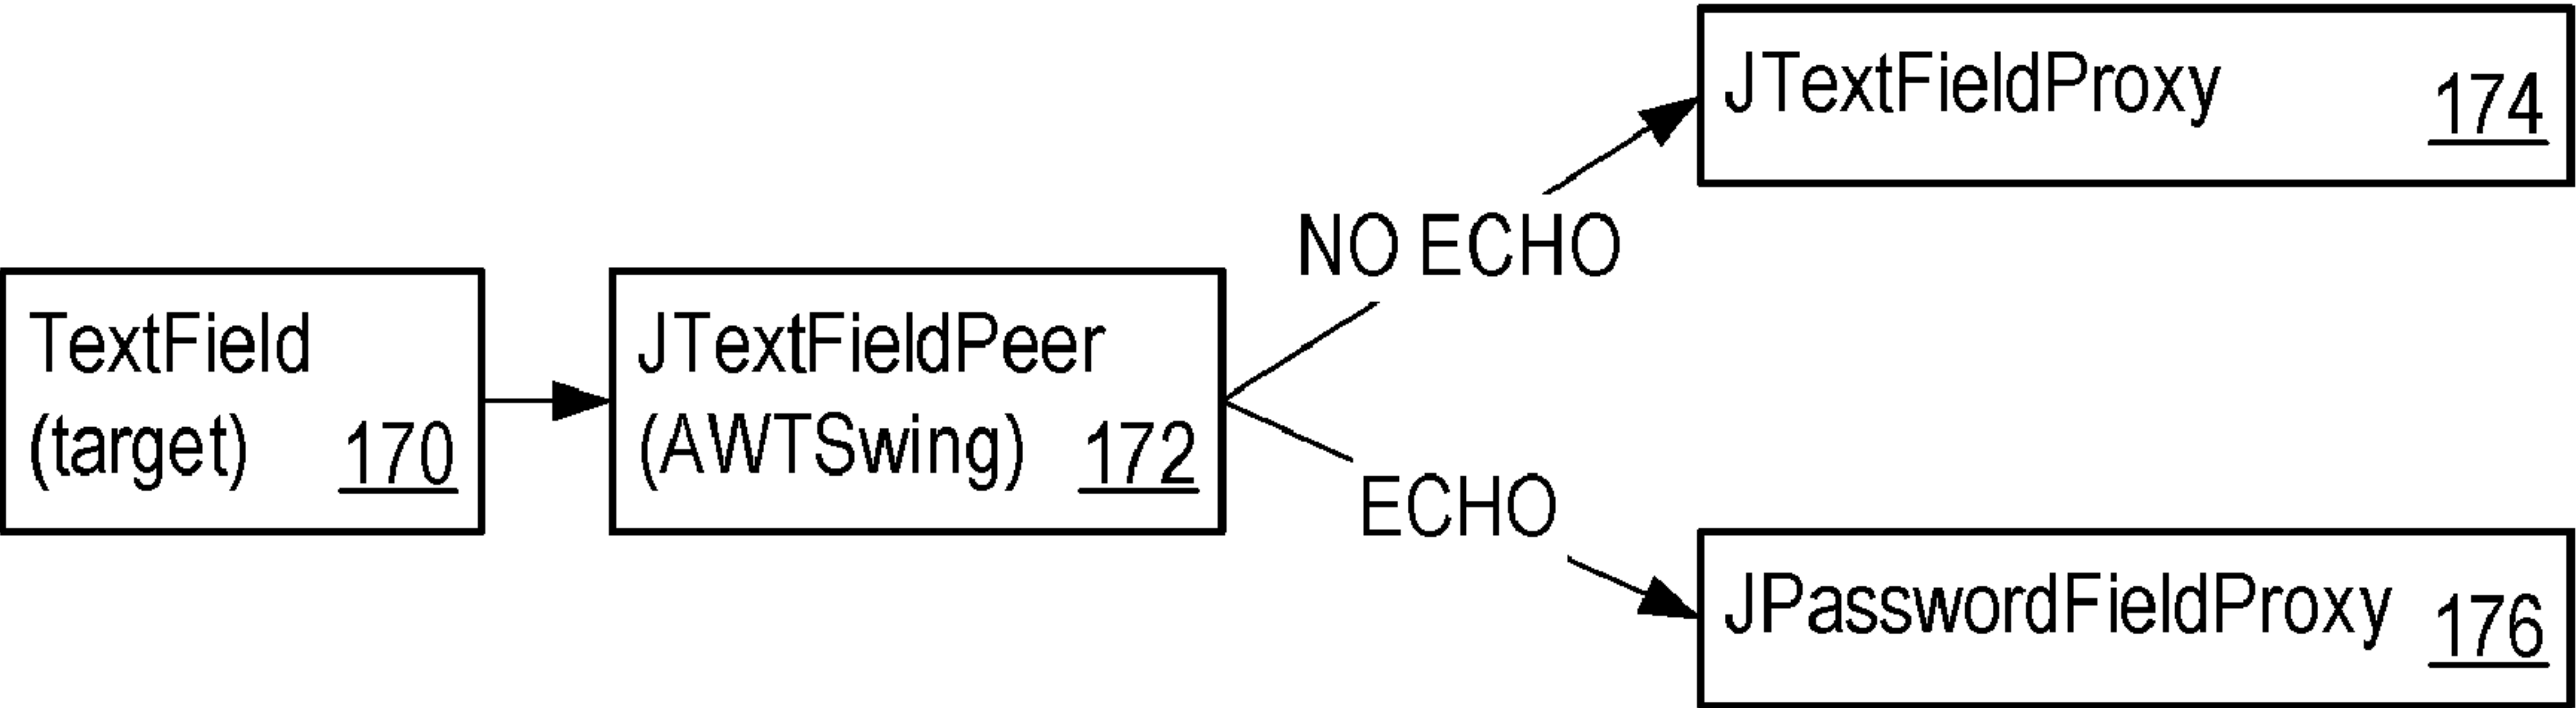 JTextFieldProxy 174
NO ECHO
TextField
(target) 170
JTextFieldPeer
(AWTSwing) 172
ECHO
JPasswordFieldProxy 176